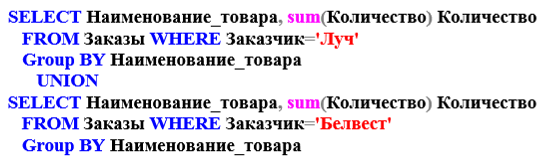 SELECT Наименование_товара, sum(Количество) Количество
FROM Заказы WHERE Заказчик='Луч'
Group BY Наименование_товара
UNION
SELECT Наименование_товара, sum(Количество) Количество
FROM Заказы WHERE Заказчик='Белвест'
Group BY Наименование_товара